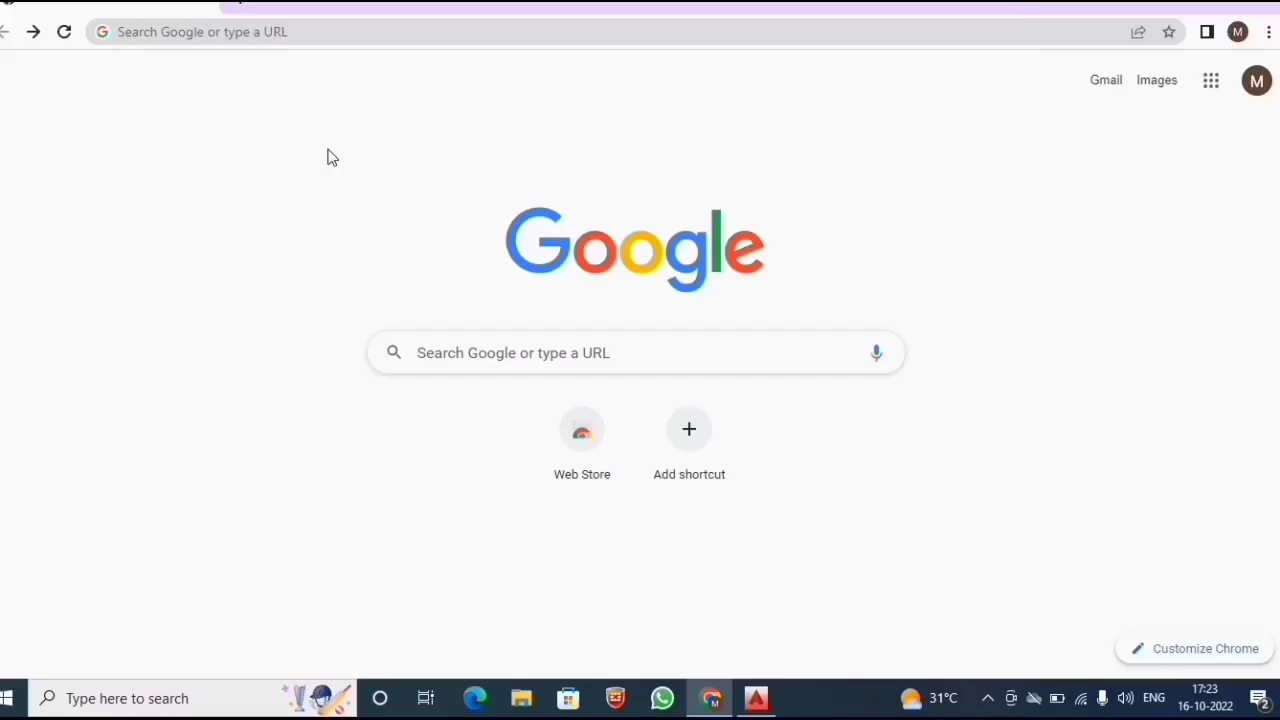 Search Google or type a URL
M
Gmail Images M
Google
Search Google or type a URL
Web Store Add shortcut
Customize Chrome
Type here to search
M
31°C
ENG
17:23
16-10-2022
2